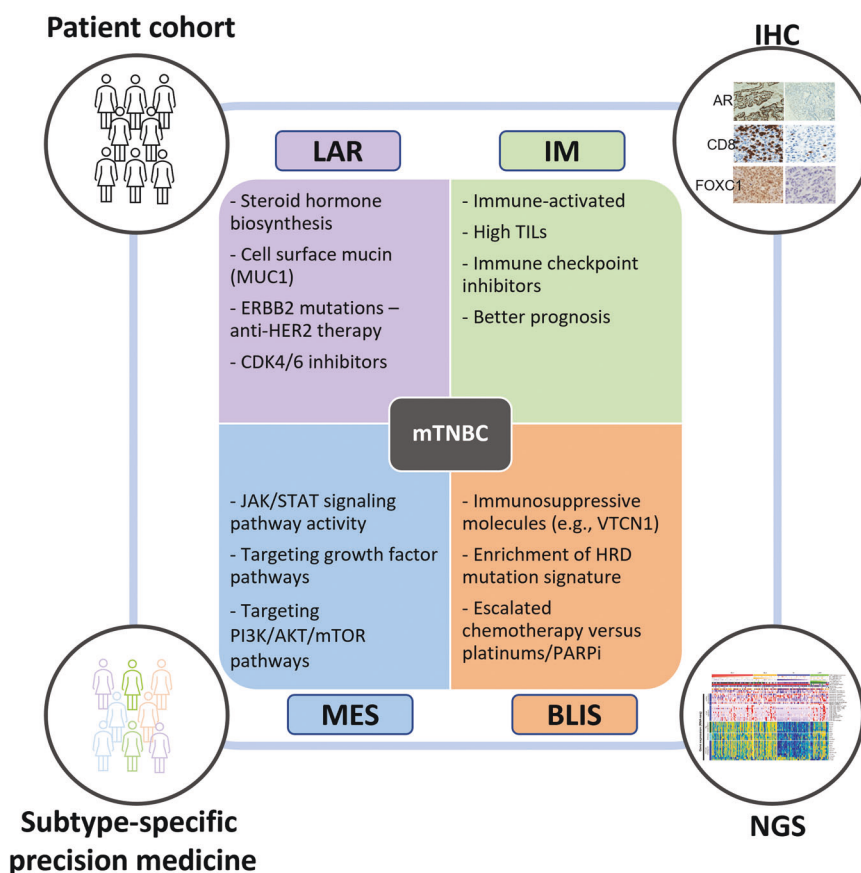 Patient cohort
IHC
AR
CD8
FOXC1
LAR
IM
- Steroid hormone
biosynthesis
- Cell surface mucin
(MUC1)
- ERBB2 mutations –
anti-HER2 therapy
- CDK4/6 inhibitors
- Immune-activated
- High TILs
- Immune checkpoint
inhibitors
- Better prognosis
mTNBC
- JAK/STAT signaling
pathway activity
- Targeting growth factor
pathways
- Targeting
PI3K/AKT/mTOR
pathways
- Immunosuppressive
molecules (e.g., VTCN1)
- Enrichment of HRD
mutation signature
- Escalated
chemotherapy versus
platinums/PARPi
MES
BLIS
Subtype-specific
precision medicine
NGS